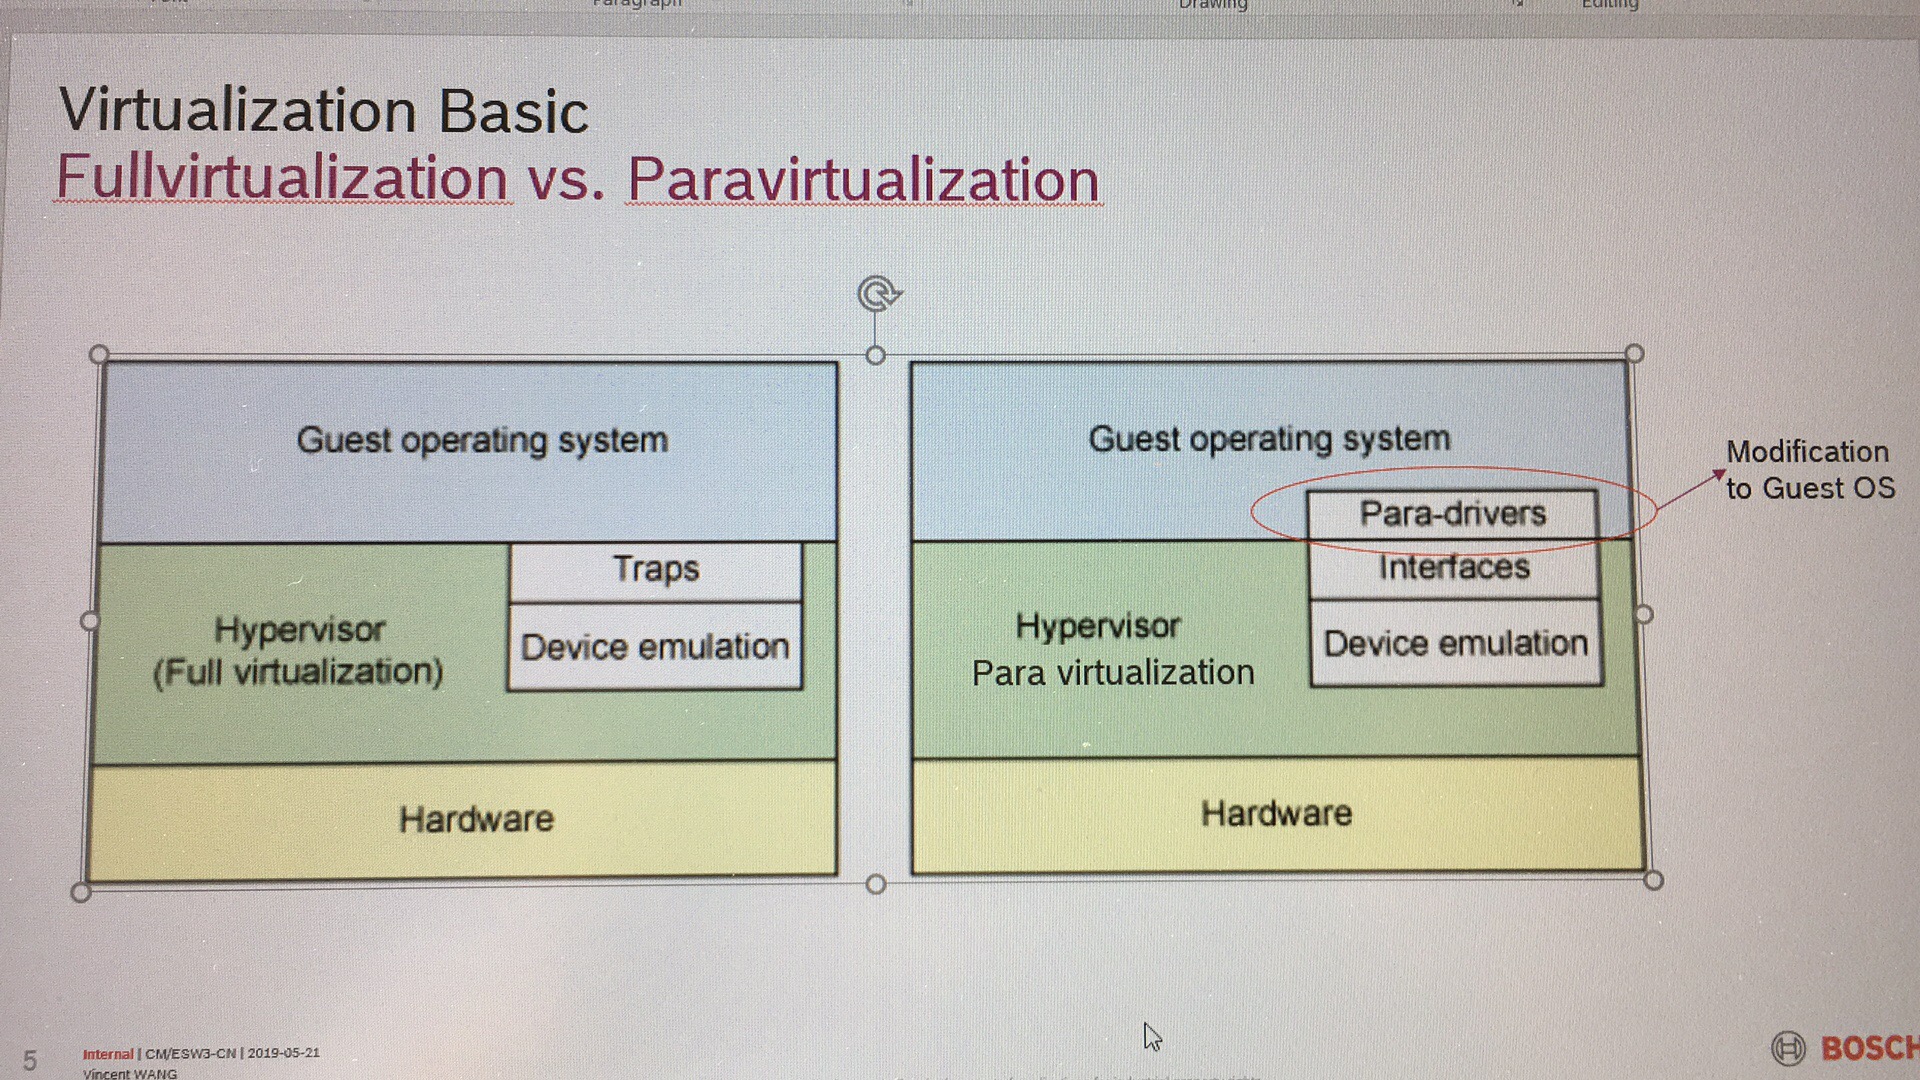 Paragraph
Drawing
Editing
Virtualization Basic
Fullvirtualization vs. Paravirtualization
Guest operating system
Traps
Hypervisor
(Full virtualization)
Device emulation
Hardware
Guest operating system
Para-drivers
Interfaces
Hypervisor
Para virtualization
Device emulation
Hardware
Modification
to Guest OS
5
Internal | CM/ESW3-CN | 2019-05-21
Vincent WANG
BOSCH